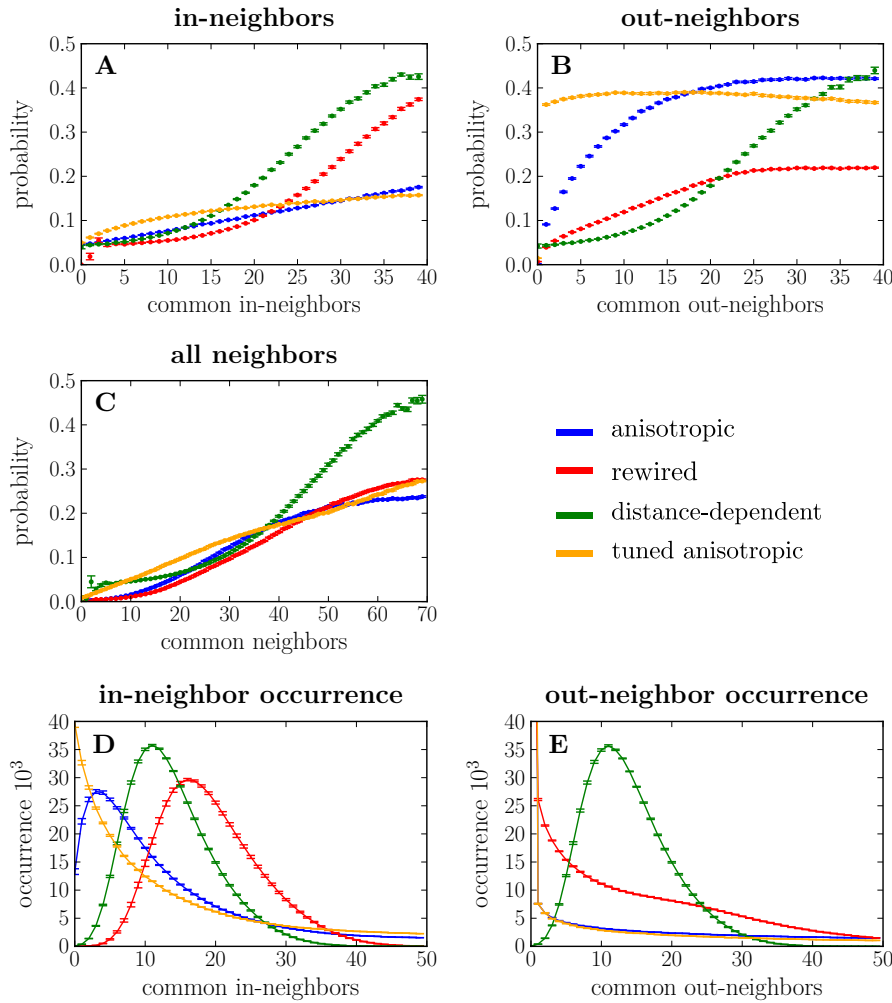 in-neighbors
A
0.5
0.4
0.3
0.2
0.1
0.0
probability
0 5 10 15 20 25 30 35 40
common in-neighbors
out-neighbors
B
0.5
0.4
0.3
0.2
0.1
0.0
probability
0 10 20 30 40
common out-neighbors
all neighbors
C
0.5
0.4
0.3
0.2
0.1
0.0
probability
0 10 20 30 40 50 60 70
common neighbors
anisotropic
rewired
distance-dependent
tuned anisotropic
in-neighbor occurrence
D
40
35
30
25
20
15
10
5
0
occurrence 10³
0 10 20 30 40 50
common in-neighbors
out-neighbor occurrence
E
40
35
30
25
20
15
10
5
0
occurrence 10³
0 10 20 30 40 50
common out-neighbors